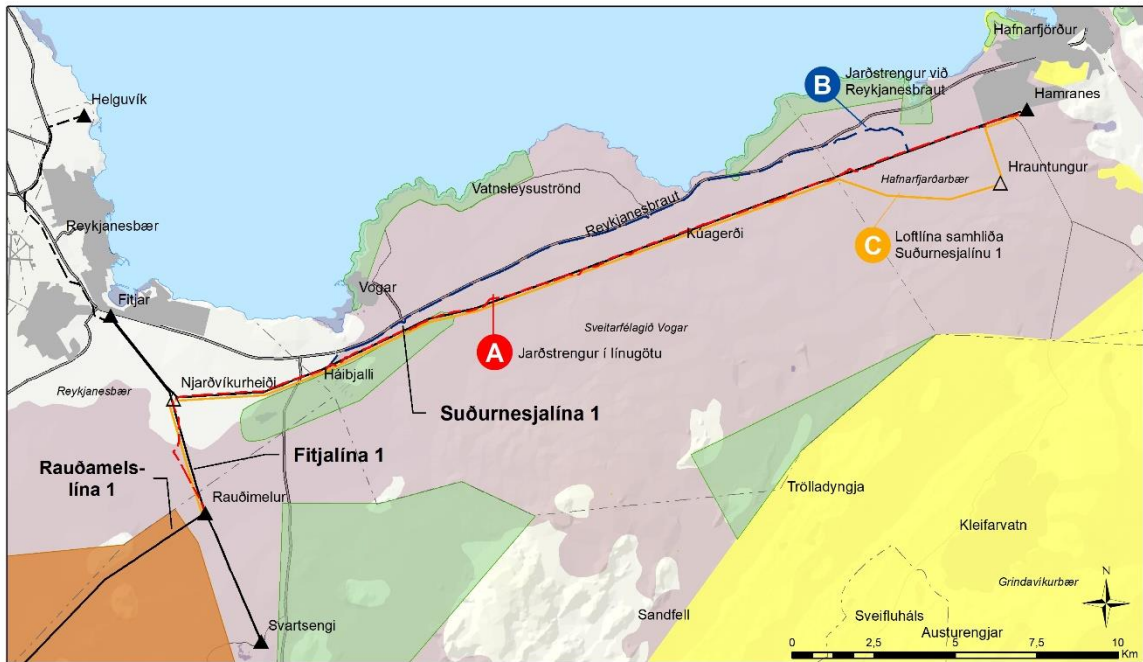 Hafnarfjörður
B
Jarðstrengur við
Reykjanesbraut
Helguvík
Hamranes
Hrauntungur
Hafnarfjarðarbær
Vatnsleysuströnd
Reykjanesbraut
Reykjanesbær
Kúagerði
C
Loftlína samhliða
Suðurnesjalínu 1
Vogar
Fitjar
Sveitarfélagið Vogar
A
Jarðstrengur í línugötu
Háibjalli
Njarðvíkurheiði
Reykjanesbær
Suðurnesjalína 1
Fitjalína 1
Rauðamels-
lína 1
Rauðimelur
Trölladyngja
Kleifarvatn
Grindavíkurbær
N
Sandfell
Sveifluháls
Austurengjar
Svartsengi
0 2,5 5 7,5 10
Km